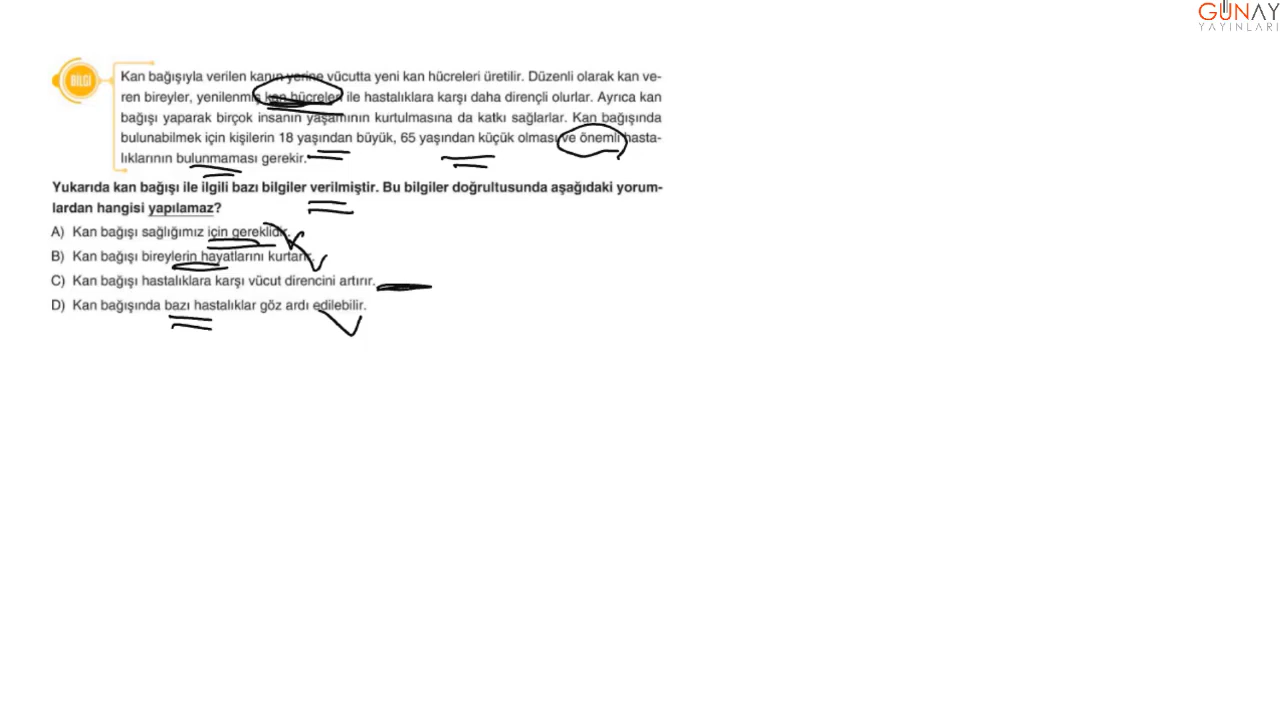 GÜNAY
YAYINLARI
BİLGİ
Kan bağışıyla verilen kanın yerine vücutta yeni kan hücreleri üretilir. Düzenli olarak kan ve-
ren bireyler, yenilenmiş kan hücreleri ile hastalıklara karşı daha dirençli olurlar. Ayrıca kan
bağışı yaparak birçok insanın yaşamının kurtulmasına da katkı sağlarlar. Kan bağışında
bulunabilmek için kişilerin 18 yaşından büyük, 65 yaşından küçük olması ve önemli hasta-
lıklarının bulunmaması gerekir.
Yukarıda kan bağışı ile ilgili bazı bilgiler verilmiştir. Bu bilgiler doğrultusunda aşağıdaki yorum-
lardan hangisi yapılamaz?
A) Kan bağışı sağlığımız için gereklidir.
B) Kan bağışı bireylerin hayatlarını kurtarır.
C) Kan bağışı hastalıklara karşı vücut direncini artırır.
D) Kan bağışında bazı hastalıklar göz ardı edilebilir.